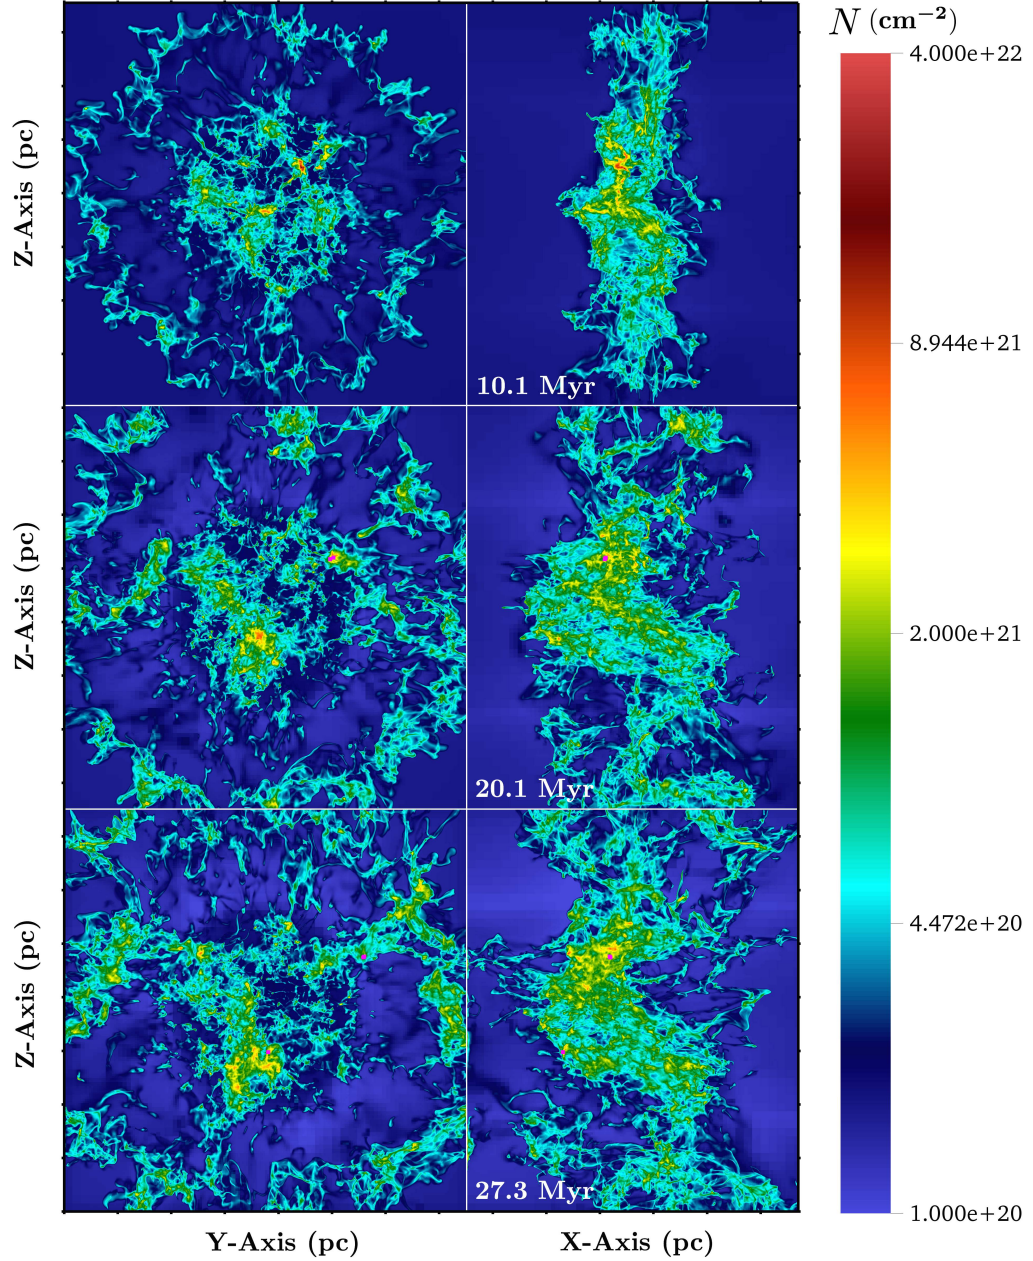 N (cm−2)
4.000e+22
Z-Axis (pc)
8.944e+21
10.1 Myr
Z-Axis (pc)
2.000e+21
20.1 Myr
4.472e+20
Z-Axis (pc)
27.3 Myr
1.000e+20
Y-Axis (pc) X-Axis (pc)